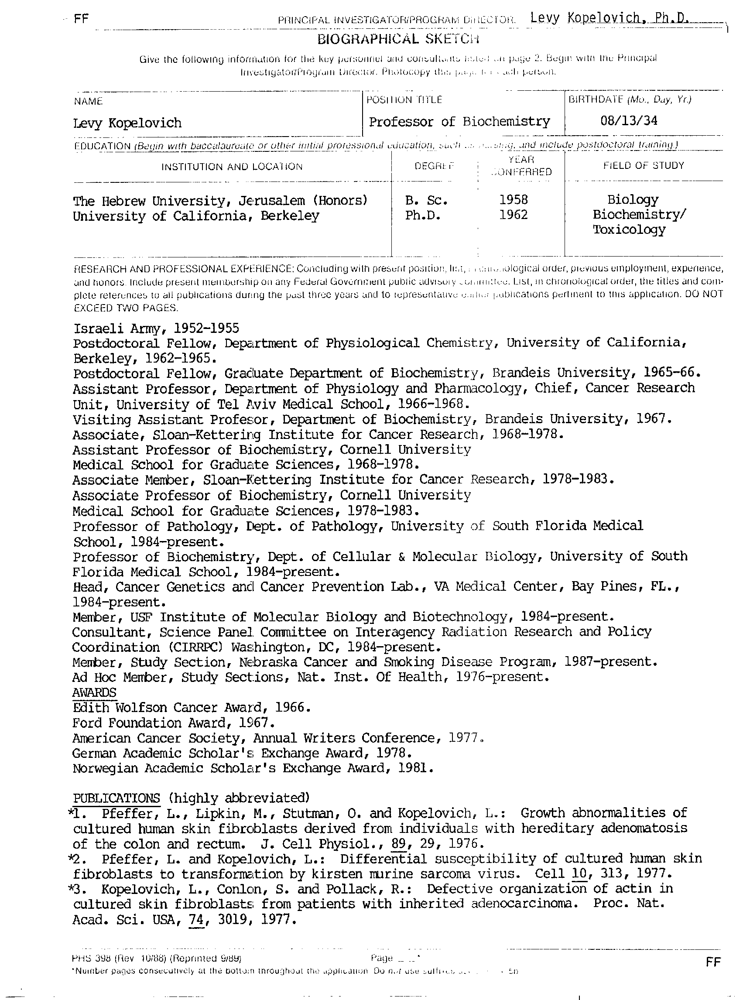 FF
PRINCIPAL INVESTIGATOR/PROGRAM DIRECTOR: Levy Kopelovich, Ph.D.
BIOGRAPHICAL SKETCH
Give the following information for the key personnel and consultants listed on page 2. Begin with the Principal
Investigator/Program Director. Photocopy this page for each person.
NAME
POSITION TITLE
BIRTHDATE (Mo., Day, Yr.)
Levy Kopelovich
Professor of Biochemistry
08/13/34
EDUCATION (Begin with baccalaureate or other initial professional education, such as nursing, and include postdoctoral training.)
INSTITUTION AND LOCATION
DEGREE
YEAR
CONFERRED
FIELD OF STUDY
The Hebrew University, Jerusalem (Honors) B. Sc. 1958 Biology
University of California, Berkeley Ph.D. 1962 Biochemistry/
Toxicology
RESEARCH AND PROFESSIONAL EXPERIENCE: Concluding with present position, list, in chronological order, previous employment, experience,
and honors. Include present membership on any Federal Government public advisory committee. List, in chronological order, the titles and com-
plete references to all publications during the past three years and to representative earlier publications pertinent to this application. DO NOT
EXCEED TWO PAGES.
Israeli Army, 1952-1955
Postdoctoral Fellow, Department of Physiological Chemistry, University of California,
Berkeley, 1962-1965.
Postdoctoral Fellow, Graduate Department of Biochemistry, Brandeis University, 1965-66.
Assistant Professor, Department of Physiology and Pharmacology, Chief, Cancer Research
Unit, University of Tel Aviv Medical School, 1966-1968.
Visiting Assistant Profesor, Department of Biochemistry, Brandeis University, 1967.
Associate, Sloan-Kettering Institute for Cancer Research, 1968-1978.
Assistant Professor of Biochemistry, Cornell University
Medical School for Graduate Sciences, 1968-1978.
Associate Member, Sloan-Kettering Institute for Cancer Research, 1978-1983.
Associate Professor of Biochemistry, Cornell University
Medical School for Graduate Sciences, 1978-1983.
Professor of Pathology, Dept. of Pathology, University of South Florida Medical
School, 1984-present.
Professor of Biochemistry, Dept. of Cellular & Molecular Biology, University of South
Florida Medical School, 1984-present.
Head, Cancer Genetics and Cancer Prevention Lab., VA Medical Center, Bay Pines, FL.,
1984-present.
Member, USF Institute of Molecular Biology and Biotechnology, 1984-present.
Consultant, Science Panel Committee on Interagency Radiation Research and Policy
Coordination (CIRRPC) Washington, DC, 1984-present.
Member, Study Section, Nebraska Cancer and Smoking Disease Program, 1987-present.
Ad Hoc Member, Study Sections, Nat. Inst. Of Health, 1976-present.
AWARDS
Edith Wolfson Cancer Award, 1966.
Ford Foundation Award, 1967.
American Cancer Society, Annual Writers Conference, 1977.
German Academic Scholar's Exchange Award, 1978.
Norwegian Academic Scholar's Exchange Award, 1981.
PUBLICATIONS (highly abbreviated)
*1. Pfeffer, L., Lipkin, M., Stutman, O. and Kopelovich, L.: Growth abnormalities of
cultured human skin fibroblasts derived from individuals with hereditary adenomatosis
of the colon and rectum. J. Cell Physiol., 89, 29, 1976.
*2. Pfeffer, L. and Kopelovich, L.: Differential susceptibility of cultured human skin
fibroblasts to transformation by kirsten murine sarcoma virus. Cell 10, 313, 1977.
*3. Kopelovich, L., Conlon, S. and Pollack, R.: Defective organization of actin in
cultured skin fibroblasts from patients with inherited adenocarcinoma. Proc. Nat.
Acad. Sci. USA, 74, 3019, 1977.
PHS 398 (Rev. 10/88) (Reprinted 9/89)
Page
FF
*Number pages consecutively at the bottom throughout the application. Do not use suffixes